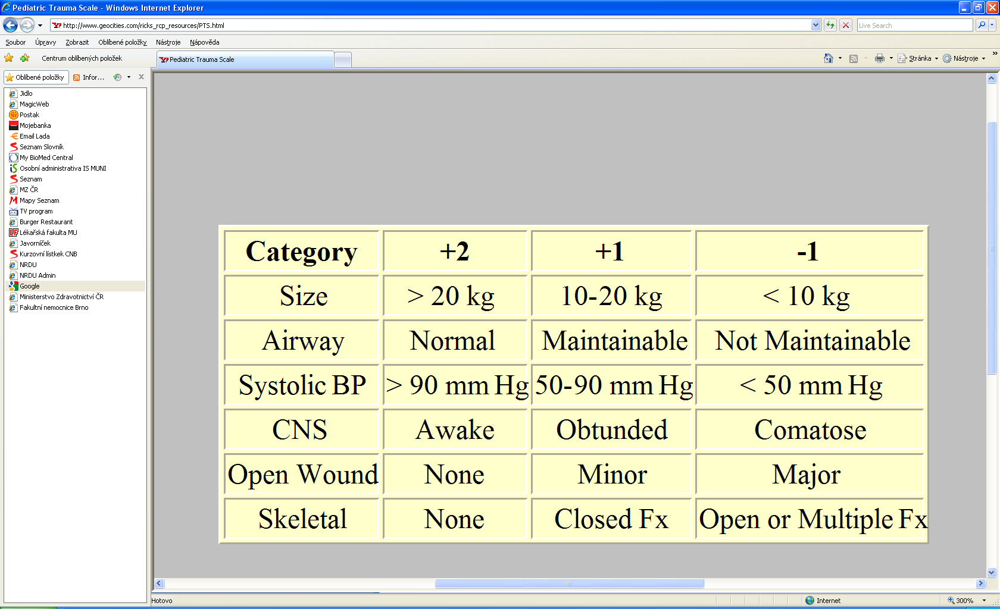 Pediatric Trauma Scale - Windows Internet Explorer
http://www.geocities.com/ricks_rcp_resources/PTS.html
Live Search
Soubor Úpravy Zobrazit Oblíbené položky Nástroje Nápověda
Centrum oblíbených položek
Pediatric Trauma Scale
Stránka
Nástroje
Oblíbené položky
Infor...
Jidlo
MagicWeb
Postak
Mojebanka
Email Lada
Seznam Slovník
My BioMed Central
Osobní administrativa IS MUNI
Seznam
MZ ČR
Mapy Seznam
TV program
Burger Restaurant
Lékařská fakulta MU
Javorníček
Kurzovní lístkek CNB
NRDU
NRDU Admin
Google
Ministerstvo Zdravotnictví ČR
Fakultní nemocnice Brno
Category +2 +1 -1
Size > 20 kg 10-20 kg < 10 kg
Airway Normal Maintainable Not Maintainable
Systolic BP > 90 mm Hg 50-90 mm Hg < 50 mm Hg
CNS Awake Obtunded Comatose
Open Wound None Minor Major
Skeletal None Closed Fx Open or Multiple Fx
Hotovo
Internet
300%